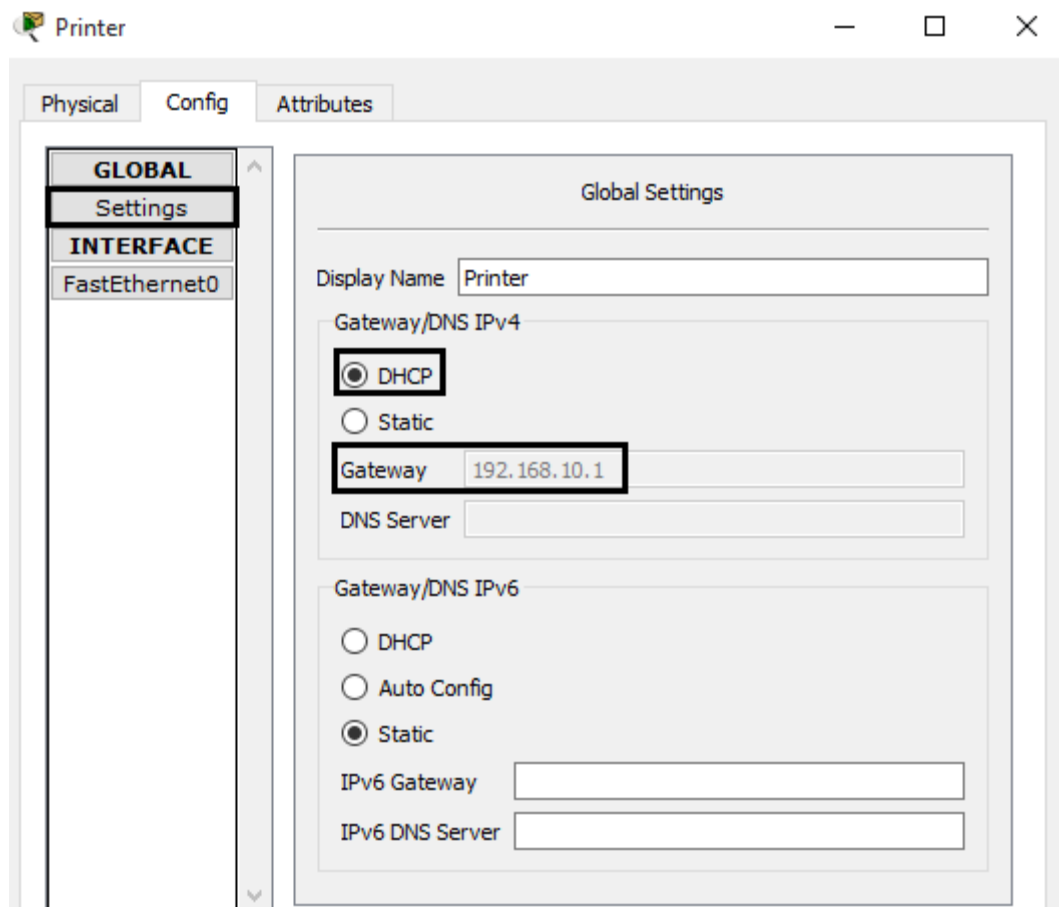 Printer
Physical Config Attributes
GLOBAL
Settings
INTERFACE
FastEthernet0
Global Settings
Display Name Printer
Gateway/DNS IPv4
DHCP
Static
Gateway 192.168.10.1
DNS Server
Gateway/DNS IPv6
DHCP
Auto Config
Static
IPv6 Gateway
IPv6 DNS Server